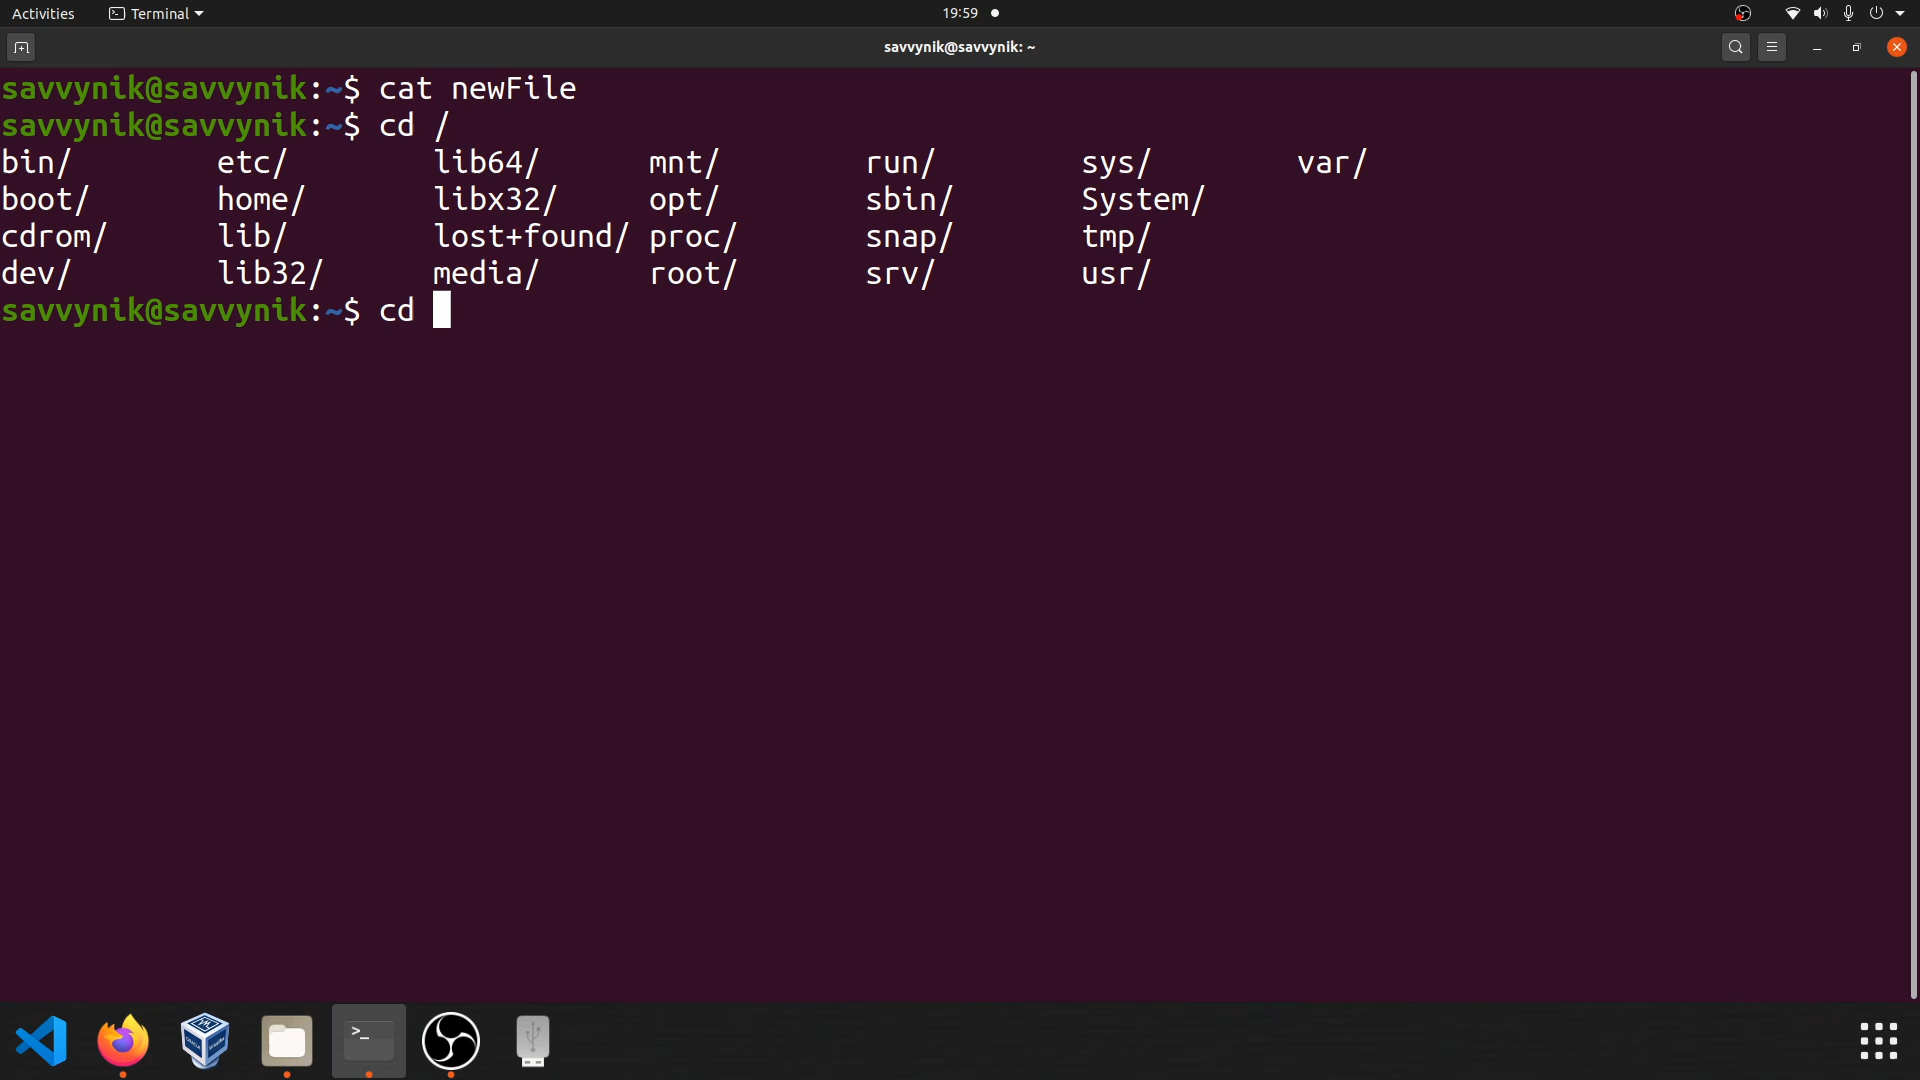 Activities Terminal 19:59
savvynik@savvynik: ~
savvynik@savvynik:~$ cat newFile
savvynik@savvynik:~$ cd /
bin/ etc/ lib64/ mnt/ run/ sys/ var/
boot/ home/ libx32/ opt/ sbin/ System/
cdrom/ lib/ lost+found/ proc/ snap/ tmp/
dev/ lib32/ media/ root/ srv/ usr/
savvynik@savvynik:~$ cd
>_